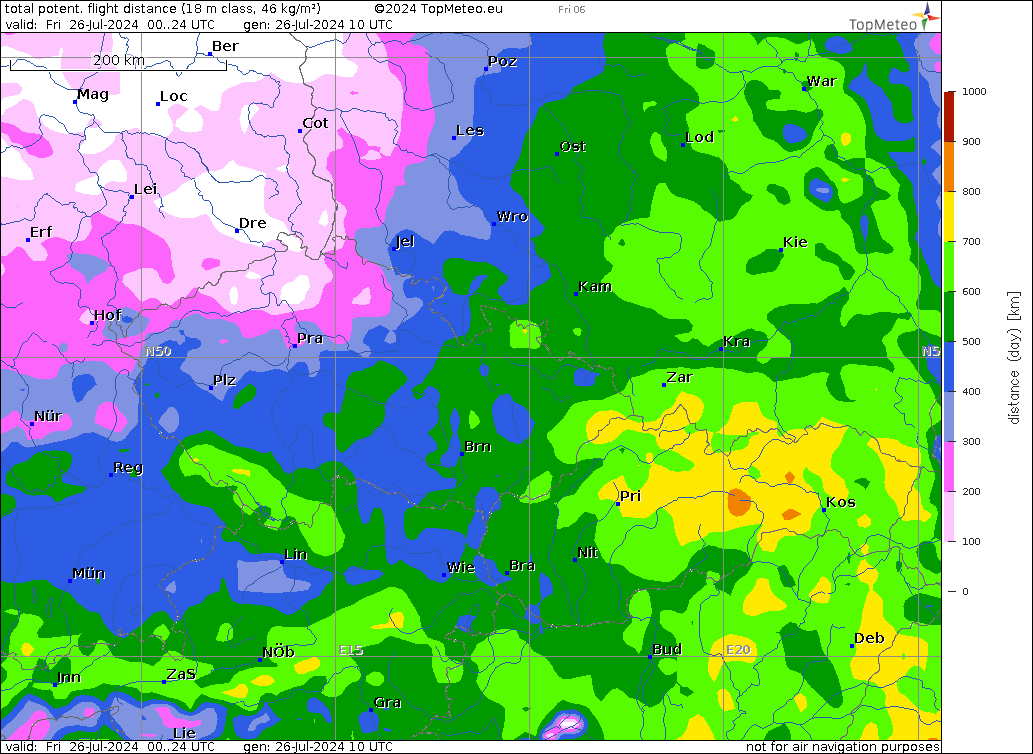 total potent. flight distance (18 m class, 46 kg/m²) ©2024 TopMeteo.eu Fri 06
valid: Fri 26-Jul-2024 00..24 UTC gen: 26-Jul-2024 10 UTC TopMeteo
Ber
200 km
Poz
War
Mag
Loc
Cot
Les
Lod
Ost
Lei
Wro
Erf
Dre
Jel
Kie
Kam
Hof
Pra
Kra
N50
N5
Plz
Zar
Nür
Brn
Reg
Pri
Kos
Lin
Nit
Mün
Wie
Bra
Deb
NÖb
E15
Bud
E20
Inn
ZaS
Gra
Lie
1000
900
800
700
600
500
400
300
200
100
0
distance (day) [km]
valid: Fri 26-Jul-2024 00..24 UTC gen: 26-Jul-2024 10 UTC not for air navigation purposes